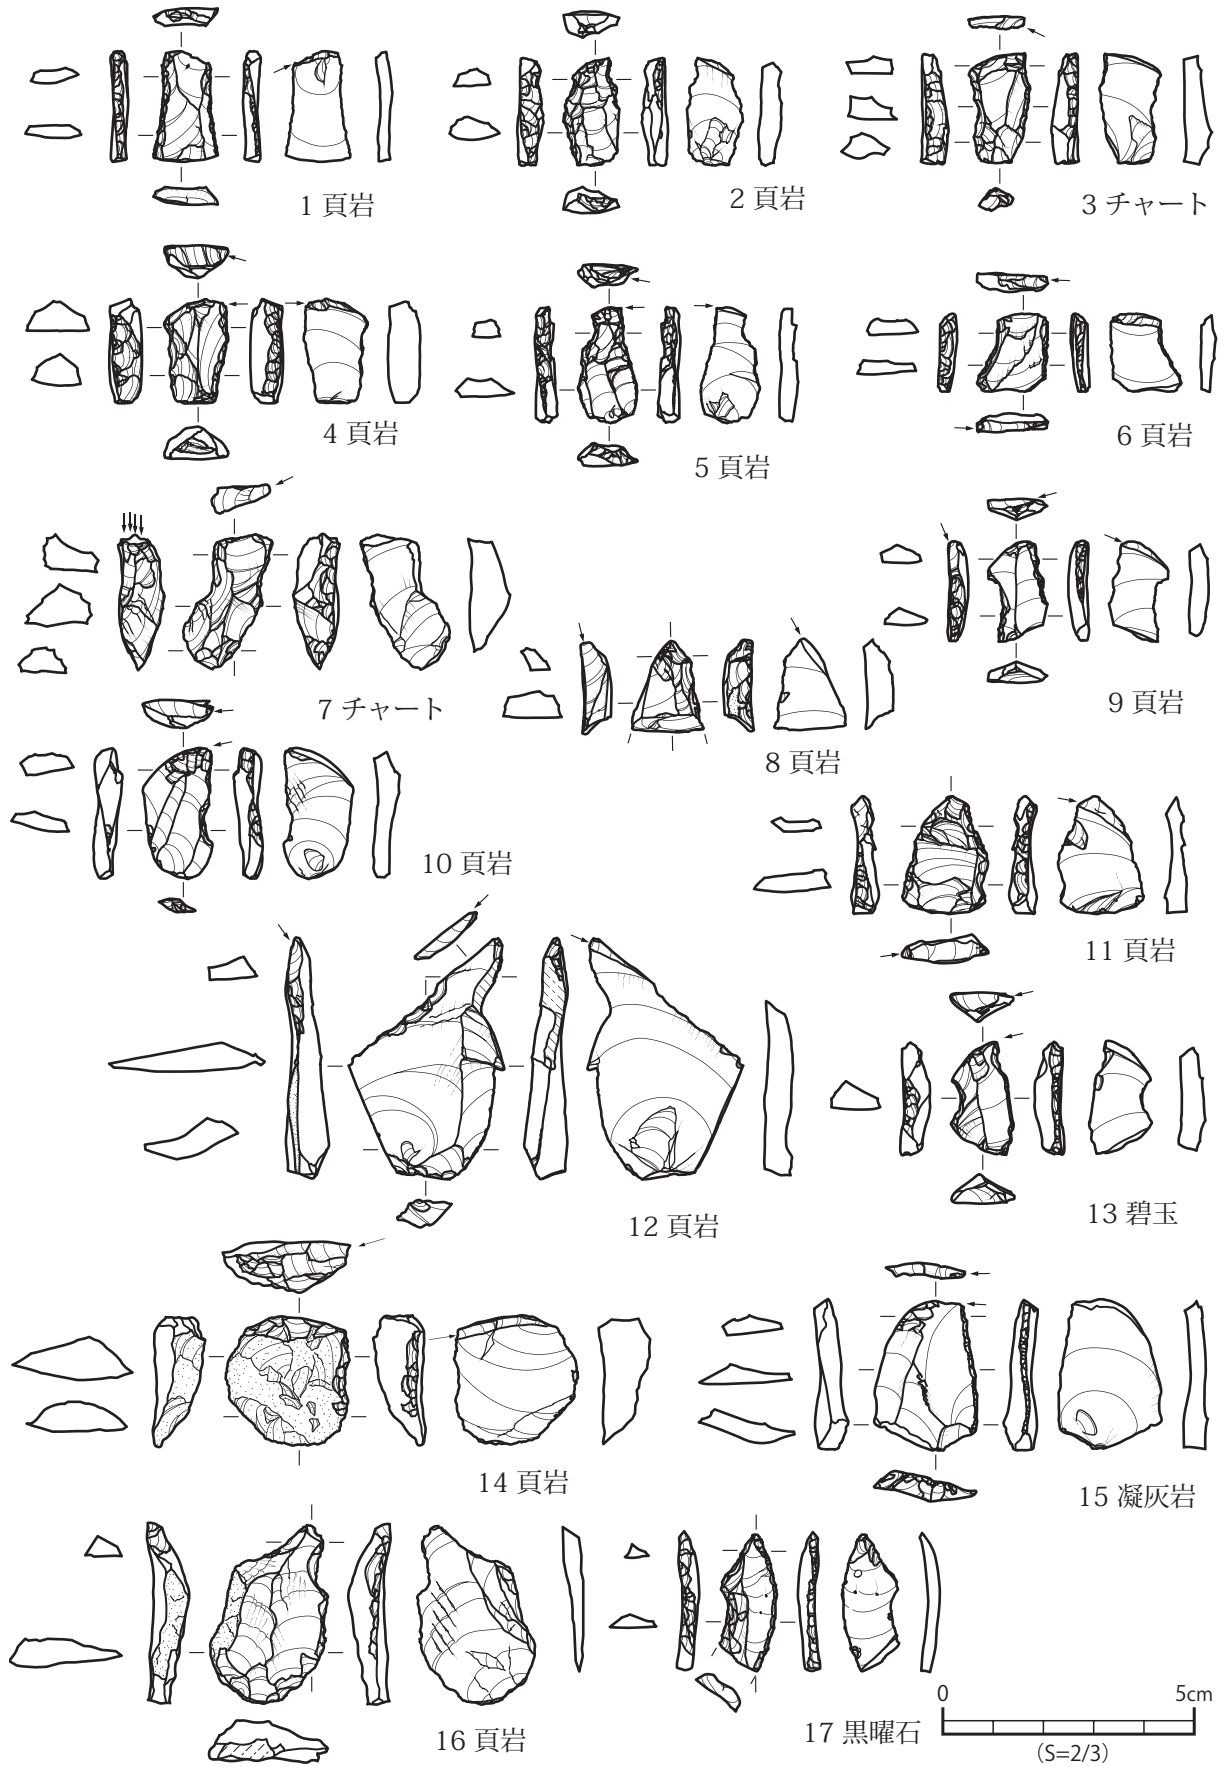 1 頁岩
2 頁岩
3 チャート
4 頁岩
5 頁岩
6 頁岩
7 チャート
8 頁岩
9 頁岩
10 頁岩
11 頁岩
12 頁岩
13 碧玉
14 頁岩
15 凝灰岩
16 頁岩
17 黒曜石
0 5cm
(S=2/3)